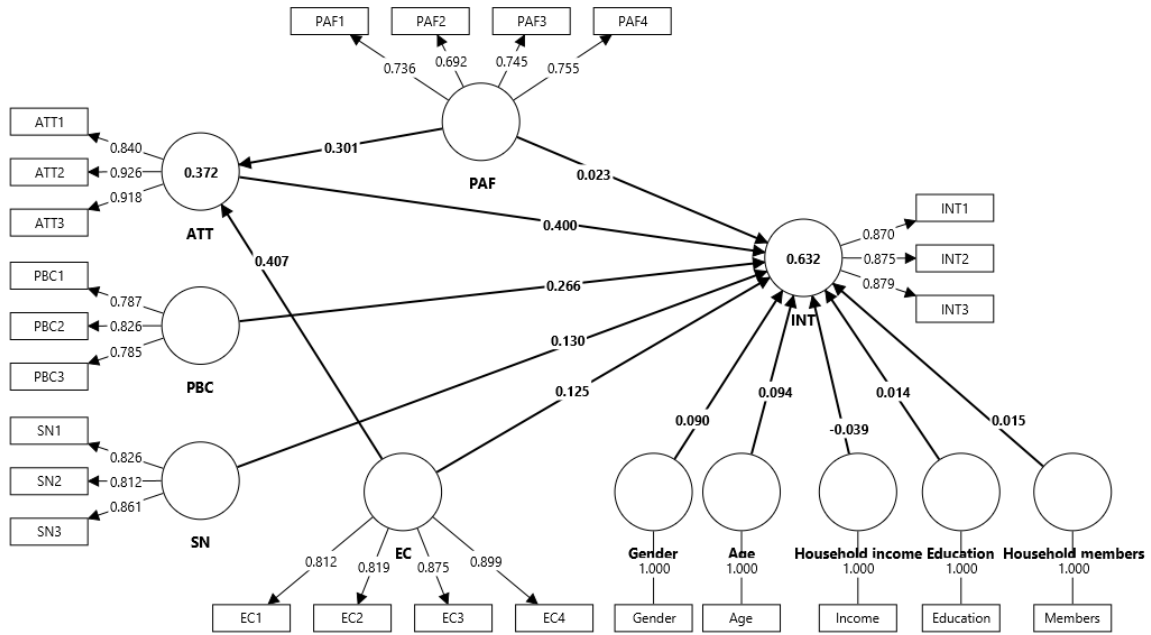 PAF1 PAF2 PAF3 PAF4
0.736 0.692 0.745 0.755
PAF
ATT1
ATT2
ATT3
0.840
0.926
0.918
0.372
ATT
0.301
0.023
0.400
0.407
PBC1
PBC2
PBC3
0.787
0.826
0.785
PBC
0.266
0.632
INT
0.870
0.875
0.879
INT1
INT2
INT3
0.130
0.125
SN1
SN2
SN3
0.826
0.812
0.861
SN
EC
0.812 0.819 0.875 0.899
EC1 EC2 EC3 EC4
0.090 0.094 -0.039 0.014 0.015
Gender Age Household income Education Household members
1.000 1.000 1.000 1.000 1.000
Gender Age Income Education Members